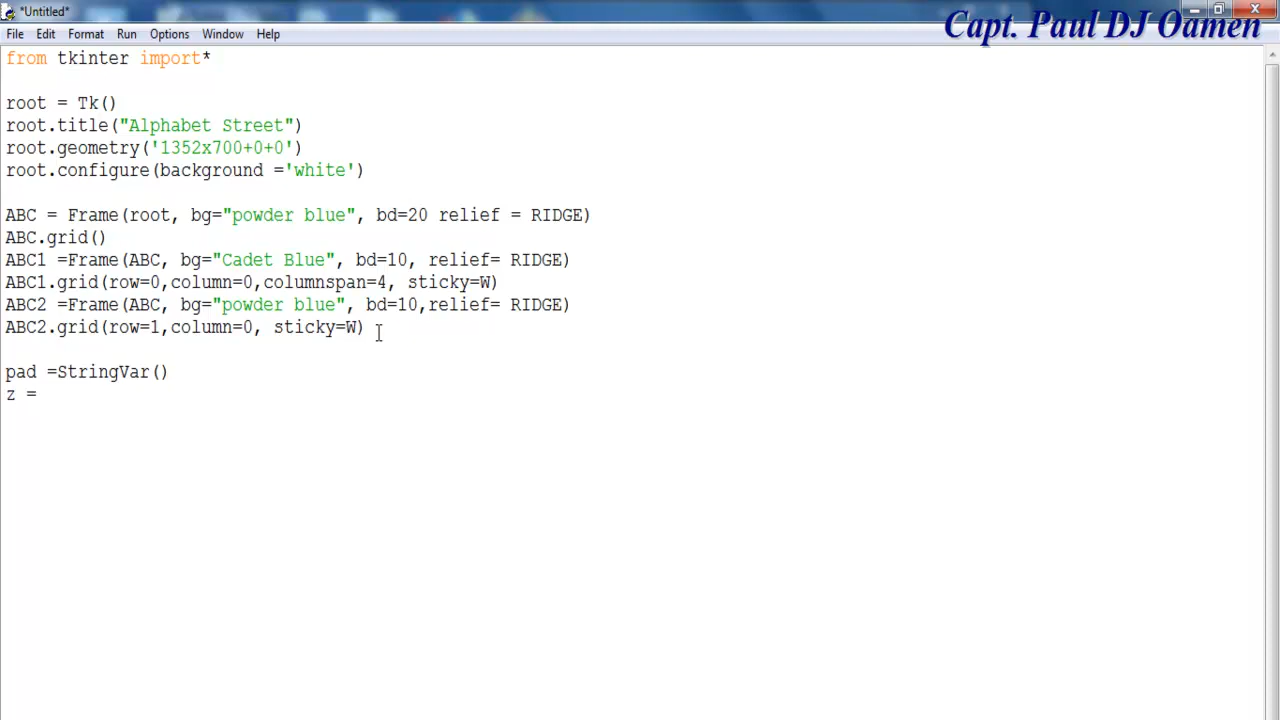 *Untitled*
Capt. Paul DJ Oamen
File Edit Format Run Options Window Help
from tkinter import*
root = Tk()
root.title("Alphabet Street")
root.geometry('1352x700+0+0')
root.configure(background ='white')
ABC = Frame(root, bg="powder blue", bd=20 relief = RIDGE)
ABC.grid()
ABC1 =Frame(ABC, bg="Cadet Blue", bd=10, relief= RIDGE)
ABC1.grid(row=0,column=0,columnspan=4, sticky=W)
ABC2 =Frame(ABC, bg="powder blue", bd=10,relief= RIDGE)
ABC2.grid(row=1,column=0, sticky=W)
pad =StringVar()
z =